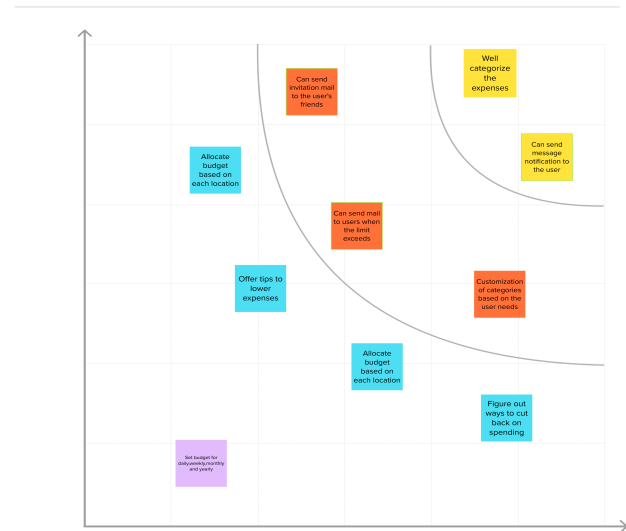 Well
categorize
the
expenses
Can send
invitation mail
to the user's
friends
Can send
message
notification to
the user
Allocate
budget
based on
each location
Can send mail
to users when
the limit
exceeds
Offer tips to
lower
expenses
Customization
of categories
based on the
user needs
Allocate
budget
based on
each location
Figure out
ways to cut
back on
spending
Set budget for
daily,weekly,monthly
and yearly